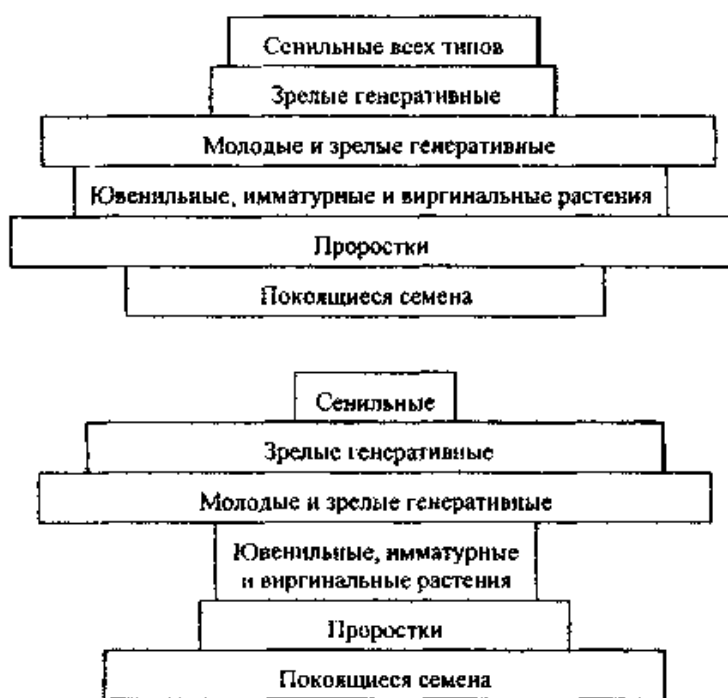 Сенильные всех типов
Зрелые генеративные
Молодые и зрелые генеративные
Ювенильные, имматурные и виргинальные растения
Проростки
Покоящиеся семена
Сенильные
Зрелые генеративные
Молодые и зрелые генеративные
Ювенильные, имматурные
и виргинальные растения
Проростки
Покоящиеся семена